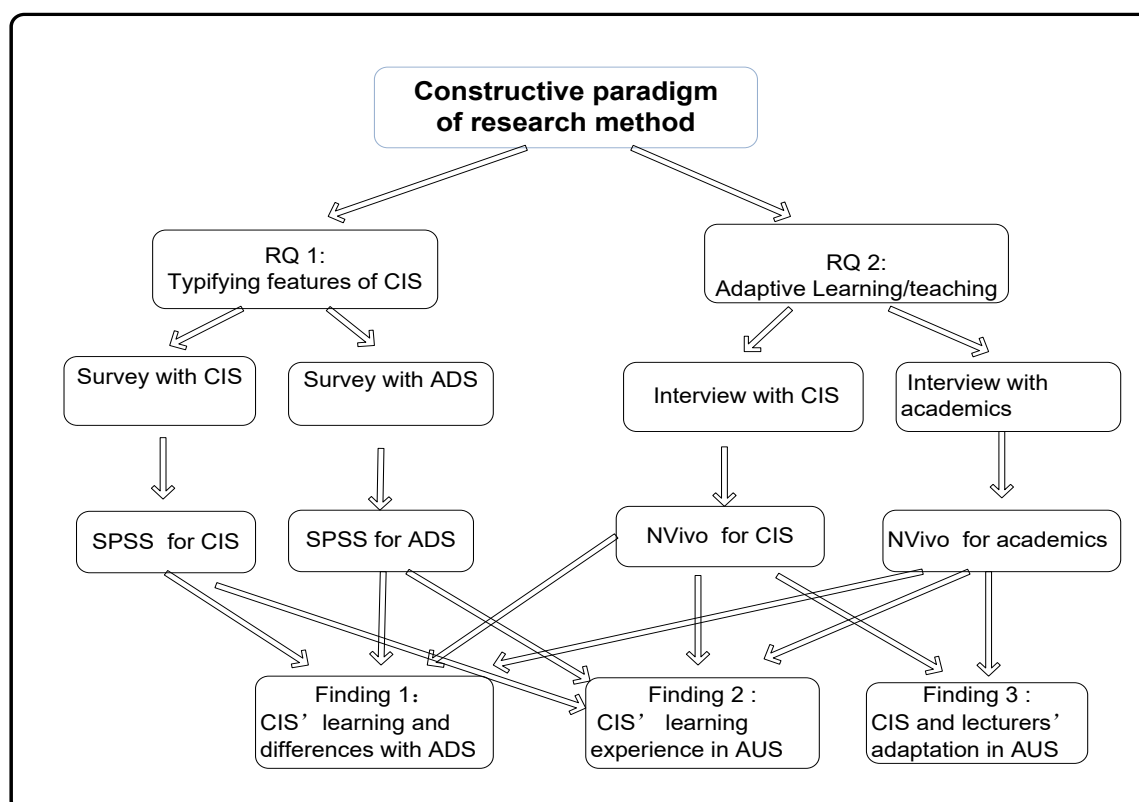 Constructive paradigm
of research method
RQ 1:
Typifying features of CIS
RQ 2:
Adaptive Learning/teaching
Survey with CIS
Survey with ADS
Interview with CIS
Interview with
academics
SPSS for CIS
SPSS for ADS
NVivo for CIS
NVivo for academics
Finding 1：
CIS’ learning and
differences with ADS
Finding 2 :
CIS’ learning
experience in AUS
Finding 3 :
CIS and lecturers’
adaptation in AUS